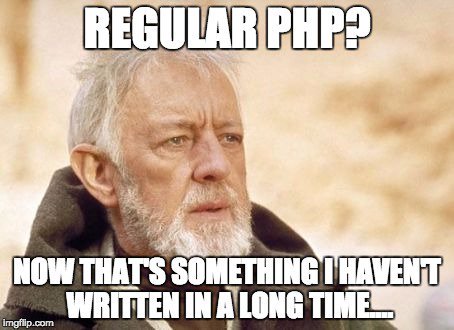 REGULAR PHP?
NOW THAT'S SOMETHING I HAVEN'T
WRITTEN IN A LONG TIME....
imgflip.com